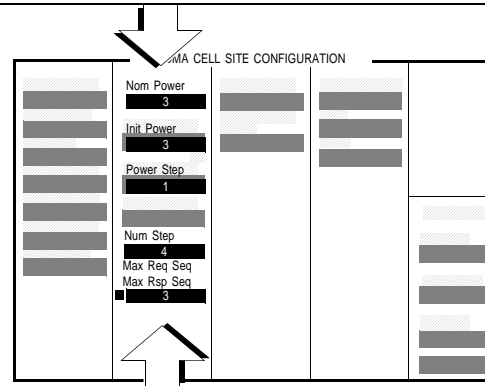 MA CELL SITE CONFIGURATION
Nom Power
3
Init Power
3
Power Step
1
Num Step
4
Max Req Seq
Max Rsp Seq
3